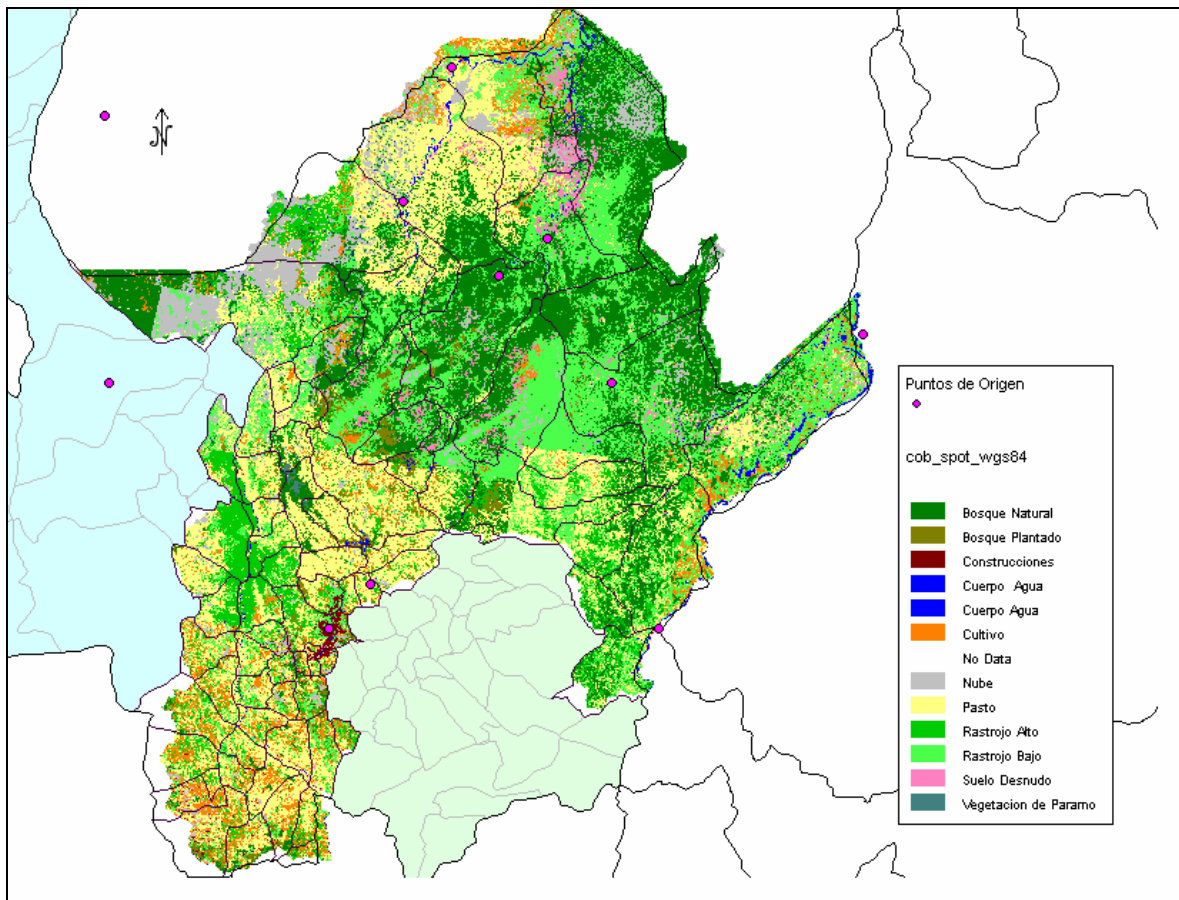 N
Puntos de Origen
cob_spot_wgs84
Bosque Natural
Bosque Plantado
Construcciones
Cuerpo Agua
Cuerpo Agua
Cultivo
No Data
Nube
Pasto
Rastrojo Alto
Rastrojo Bajo
Suelo Desnudo
Vegetacion de Paramo